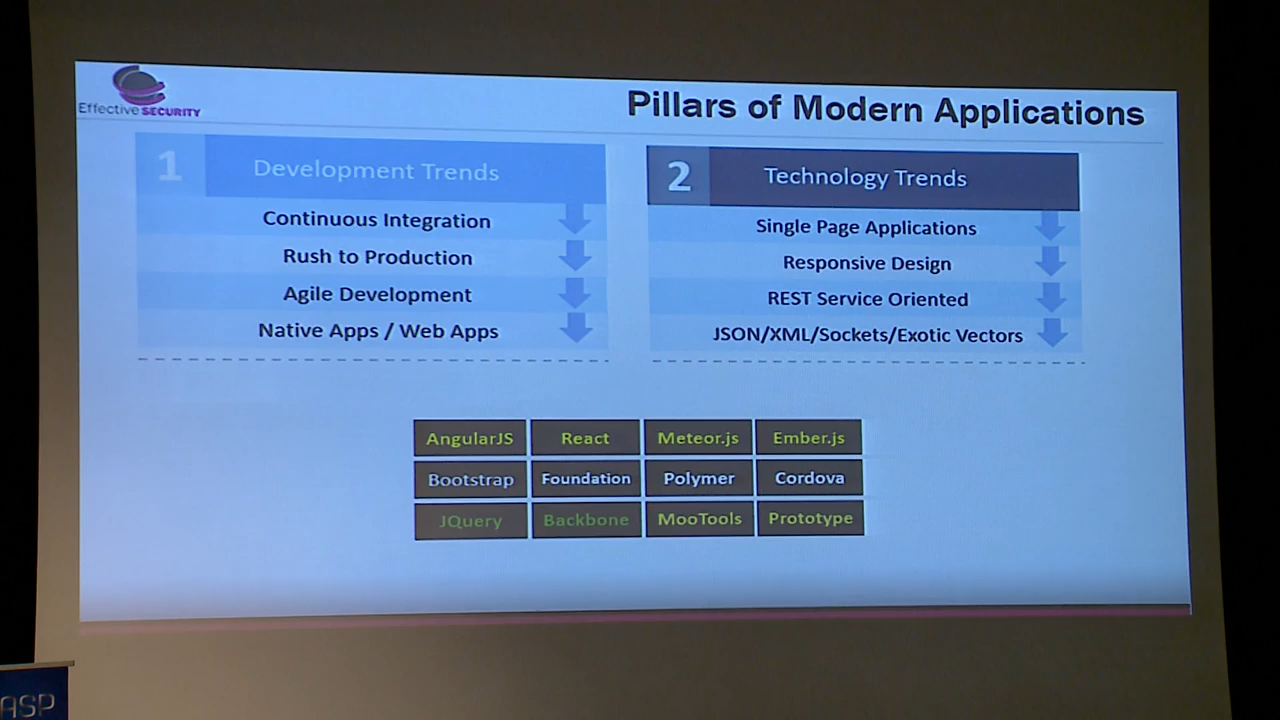 Effective SECURITY
Pillars of Modern Applications
1 Development Trends
Continuous Integration
Rush to Production
Agile Development
Native Apps / Web Apps
2 Technology Trends
Single Page Applications
Responsive Design
REST Service Oriented
JSON/XML/Sockets/Exotic Vectors
AngularJS React Meteor.js Ember.js
Bootstrap Foundation Polymer Cordova
JQuery Backbone MooTools Prototype
ASP